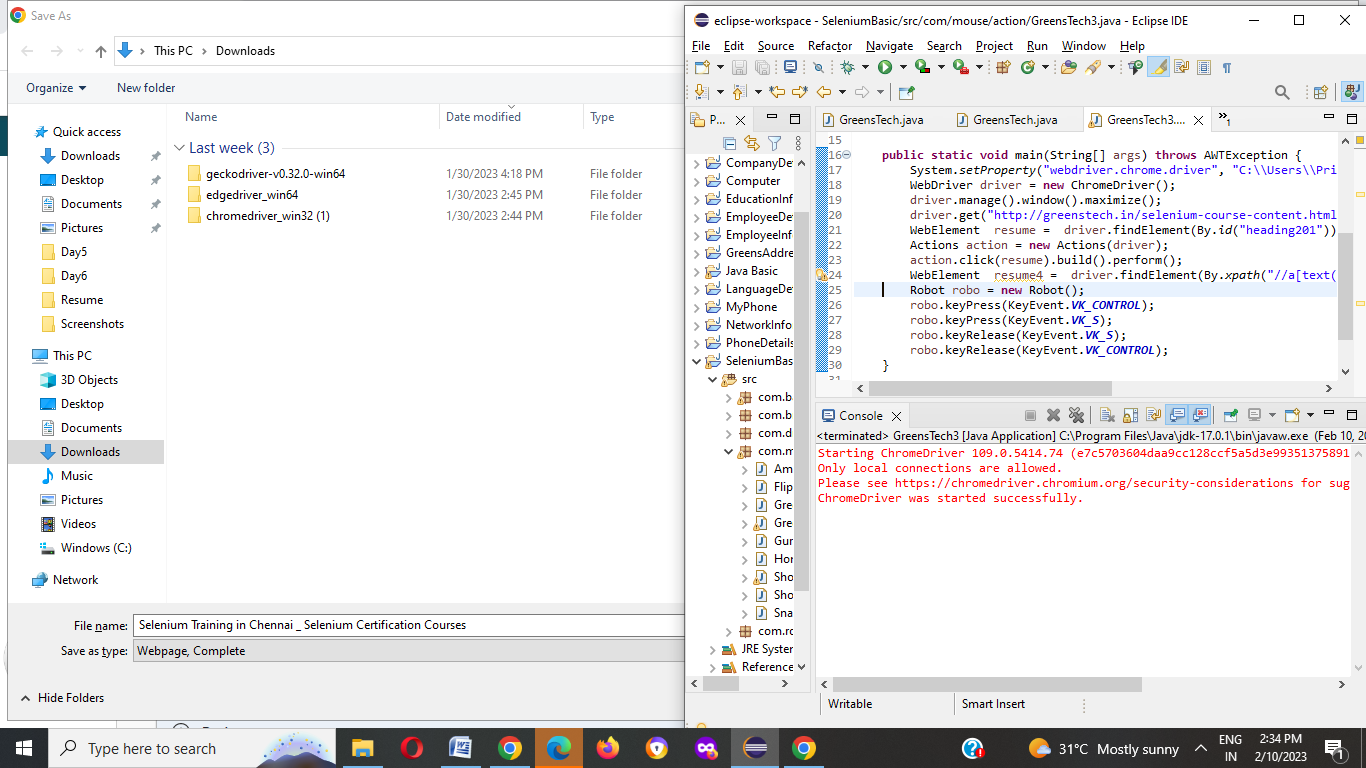 Save As
This PC > Downloads
Organize
New folder
Name
Date modified
Type
Quick access
Downloads
Desktop
Documents
Pictures
Day5
Day6
Resume
Screenshots
This PC
3D Objects
Desktop
Documents
Downloads
Music
Pictures
Videos
Windows (C:)
Network
Last week (3)
geckodriver-v0.32.0-win64 1/30/2023 4:18 PM File folder
edgedriver_win64 1/30/2023 2:45 PM File folder
chromedriver_win32 (1) 1/30/2023 2:44 PM File folder
File name: Selenium Training in Chennai _ Selenium Certification Courses
Save as type: Webpage, Complete
Hide Folders
eclipse-workspace - SeleniumBasic/src/com/mouse/action/GreensTech3.java - Eclipse IDE
File Edit Source Refactor Navigate Search Project Run Window Help
P...
CompanyDe
Computer
EducationInf
EmployeeDe
EmployeeInf
GreensAddre
Java Basic
LanguageDe
MyPhone
NetworkInfo
PhoneDetails
SeleniumBas
src
com.b
com.b
com.d
com.m
Am
Flip
Gre
Gre
Gur
Hor
Sho
Sho
Sna
com.rc
JRE System
Reference
GreensTech.java
GreensTech.java
GreensTech3....
»1
15
16 public static void main(String[] args) throws AWTException {
17 System.setProperty("webdriver.chrome.driver", "C:\\Users\\Pri
18 WebDriver driver = new ChromeDriver();
19 driver.manage().window().maximize();
20 driver.get("http://greenstech.in/selenium-course-content.html
21 WebElement resume = driver.findElement(By.id("heading201"))
22 Actions action = new Actions(driver);
23 action.click(resume).build().perform();
24 WebElement resume4 = driver.findElement(By.xpath("//a[text(
25 Robot robo = new Robot();
26 robo.keyPress(KeyEvent.VK_CONTROL);
27 robo.keyPress(KeyEvent.VK_S);
28 robo.keyRelease(KeyEvent.VK_S);
29 robo.keyRelease(KeyEvent.VK_CONTROL);
30 }
31
Console
<terminated> GreensTech3 [Java Application] C:\Program Files\Java\jdk-17.0.1\bin\javaw.exe (Feb 10, 20
Starting ChromeDriver 109.0.5414.74 (e7c5703604daa9cc128ccf5a5d3e993513758913
Only local connections are allowed.
Please see https://chromedriver.chromium.org/security-considerations for sug
ChromeDriver was started successfully.
Writable
Smart Insert
Type here to search
31°C Mostly sunny
ENG
IN
2:34 PM
2/10/2023
1